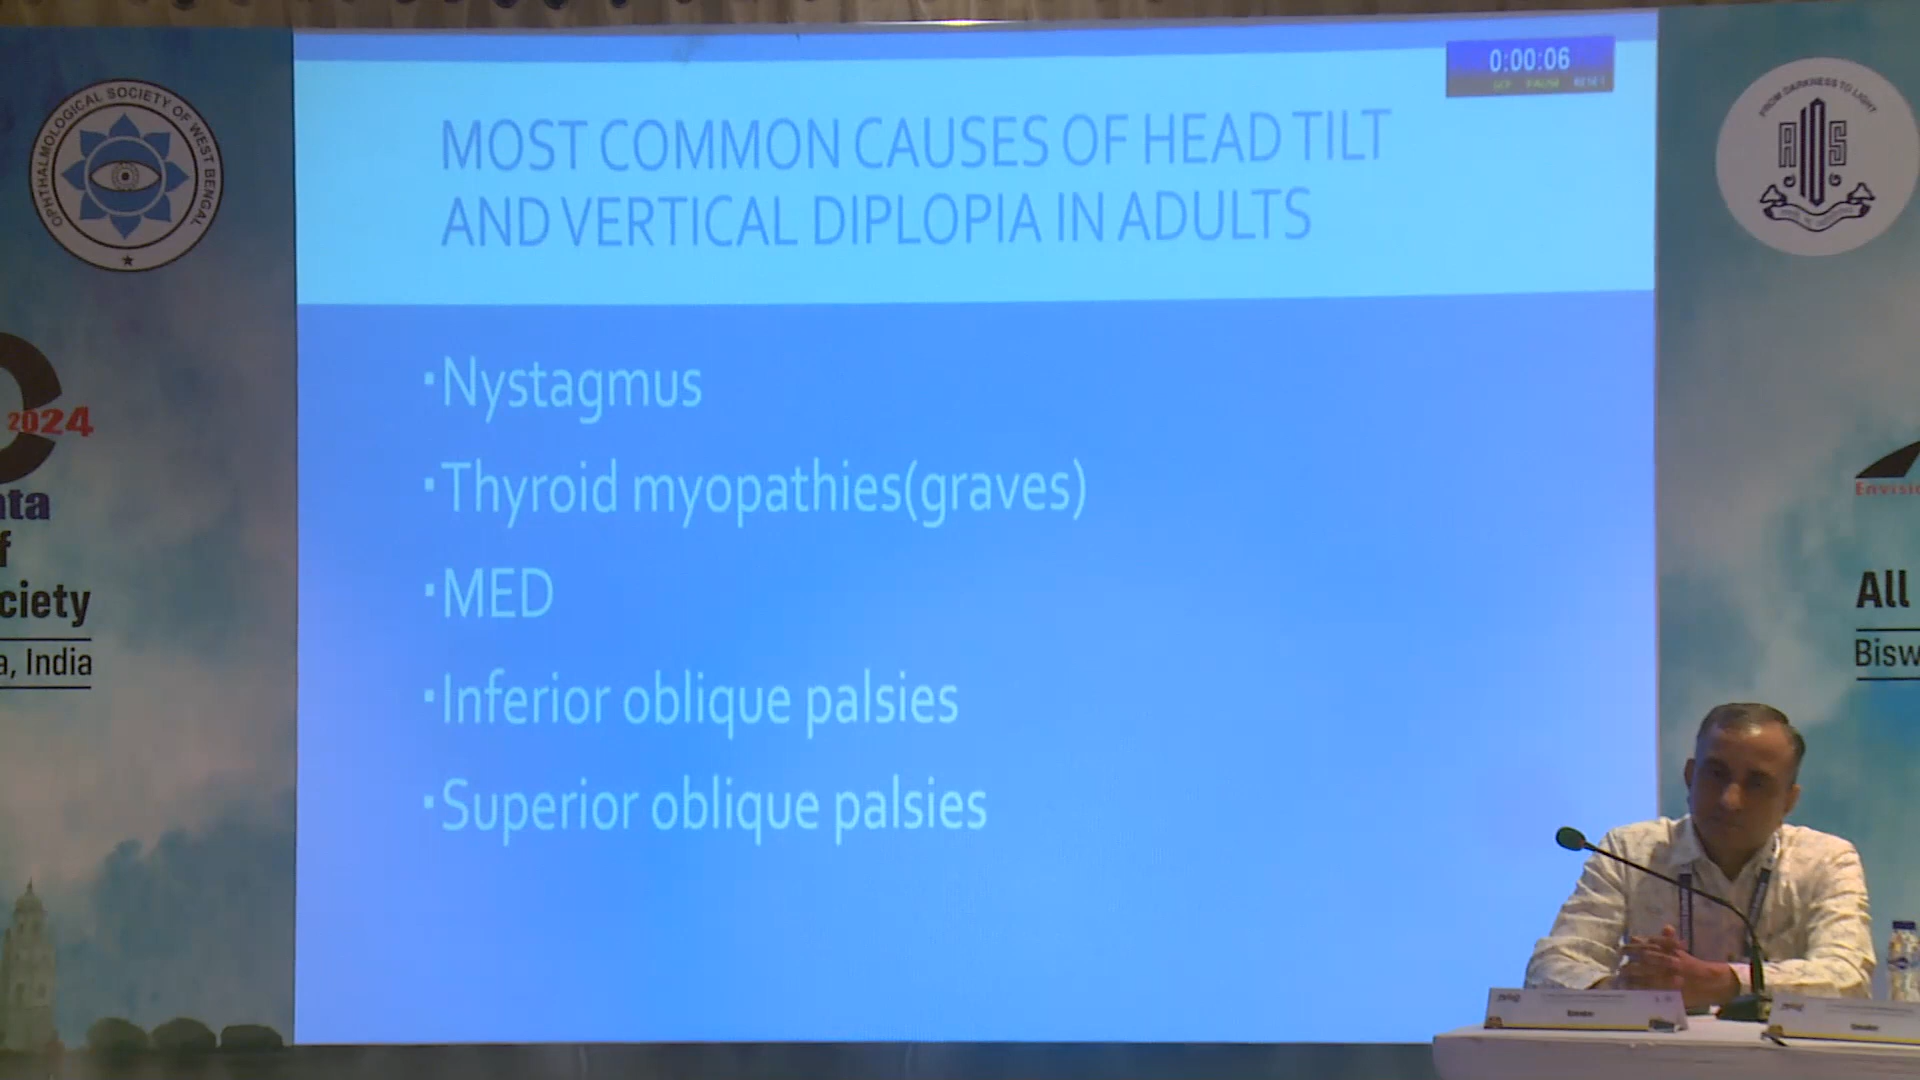 OPHTHALMOLOGICAL SOCIETY OF WEST BENGAL
2024
ata
f
ciety
a, India
0:00:06
MOST COMMON CAUSES OF HEAD TILT
AND VERTICAL DIPLOPIA IN ADULTS
▪Nystagmus
▪Thyroid myopathies(graves)
▪MED
▪Inferior oblique palsies
▪Superior oblique palsies
FROM DARKNESS TO LIGHT
AIOS
Envisi
All
Bisw